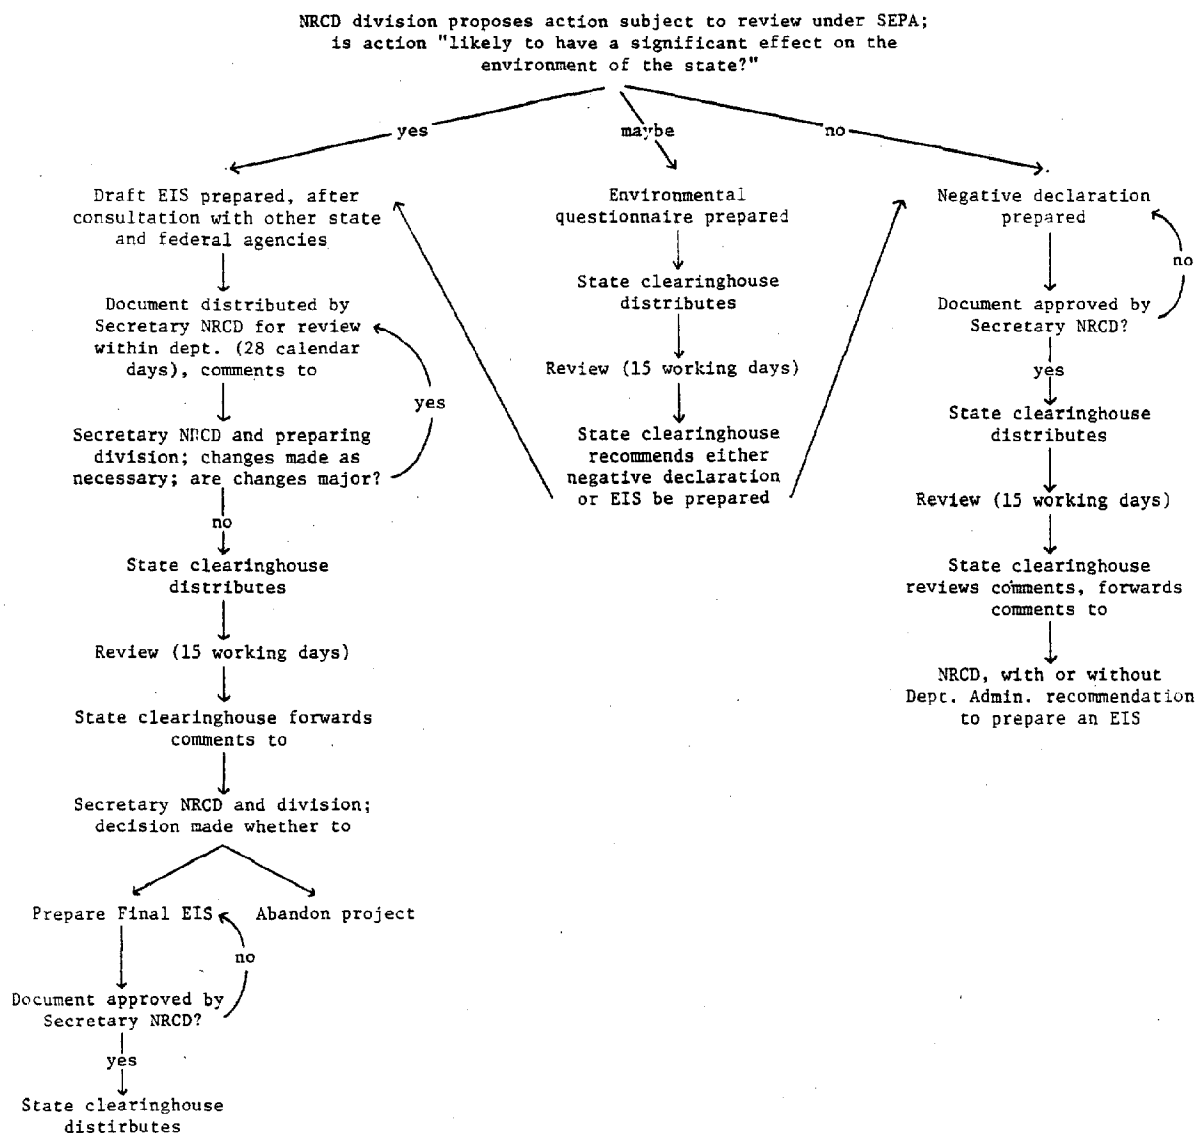 NRCD division proposes action subject to review under SEPA;
is action "likely to have a significant effect on the
environment of the state?"
yes
maybe
no
Draft EIS prepared, after
consultation with other state
and federal agencies
Document distributed by
Secretary NRCD for review
within dept. (28 calendar
days), comments to
yes
Secretary NRCD and preparing
division; changes made as
necessary; are changes major?
no
State clearinghouse
distributes
Review (15 working days)
State clearinghouse forwards
comments to
Secretary NRCD and division;
decision made whether to
Prepare Final EIS
Abandon project
no
Document approved by
Secretary NRCD?
yes
State clearinghouse
distirbutes
Environmental
questionnaire prepared
State clearinghouse
distributes
Review (15 working days)
State clearinghouse
recommends either
negative declaration
or EIS be prepared
Negative declaration
prepared
no
Document approved by
Secretary NRCD?
yes
State clearinghouse
distributes
Review (15 working days)
State clearinghouse
reviews comments, forwards
comments to
NRCD, with or without
Dept. Admin. recommendation
to prepare an EIS